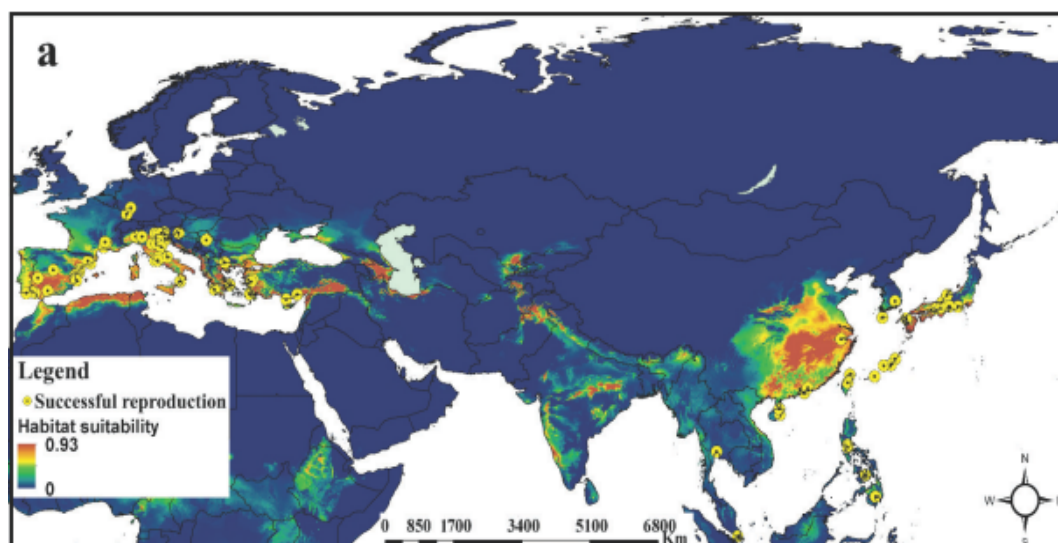 a
Legend
Successful reproduction
Habitat suitability
0.93
0
0 850 1700 3400 5100 6800
Km
N
W
S